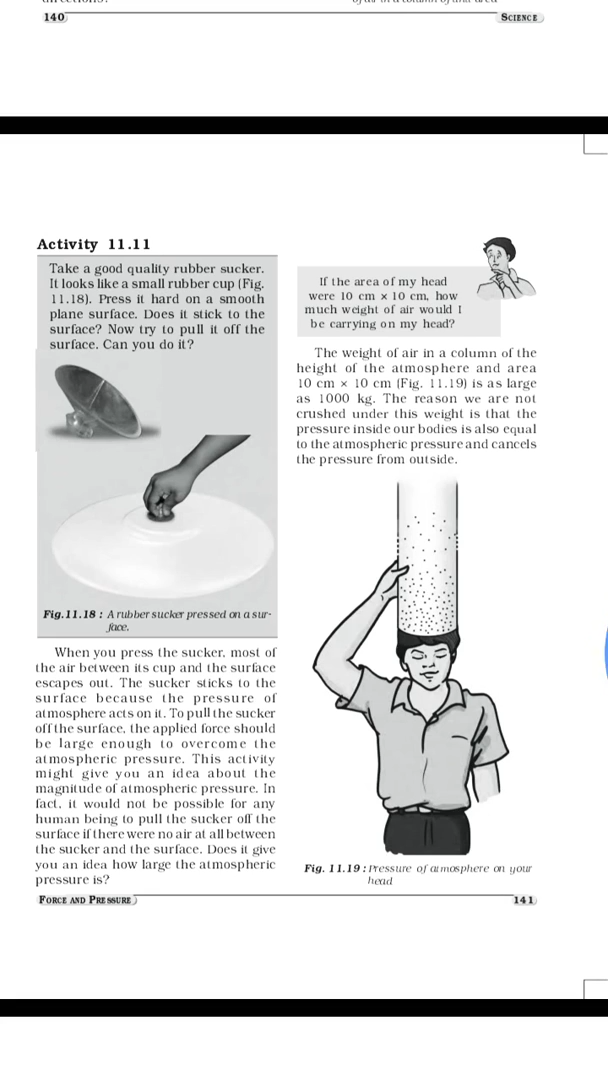 140
SCIENCE
Activity 11.11
Take a good quality rubber sucker.
It looks like a small rubber cup (Fig.
11.18). Press it hard on a smooth
plane surface. Does it stick to the
surface? Now try to pull it off the
surface. Can you do it?
Fig.11.18 : A rubber sucker pressed on a sur-
face.
When you press the sucker, most of
the air between its cup and the surface
escapes out. The sucker sticks to the
surface because the pressure of
atmosphere acts on it. To pull the sucker
off the surface, the applied force should
be large enough to overcome the
atmospheric pressure. This activity
might give you an idea about the
magnitude of atmospheric pressure. In
fact, it would not be possible for any
human being to pull the sucker off the
surface if there were no air at all between
the sucker and the surface. Does it give
you an idea how large the atmospheric
pressure is?
If the area of my head
were 10 cm × 10 cm, how
much weight of air would I
be carrying on my head?
The weight of air in a column of the
height of the atmosphere and area
10 cm × 10 cm (Fig. 11.19) is as large
as 1000 kg. The reason we are not
crushed under this weight is that the
pressure inside our bodies is also equal
to the atmospheric pressure and cancels
the pressure from outside.
Fig. 11.19 : Pressure of atmosphere on your
head
FORCE AND PRESSURE
141